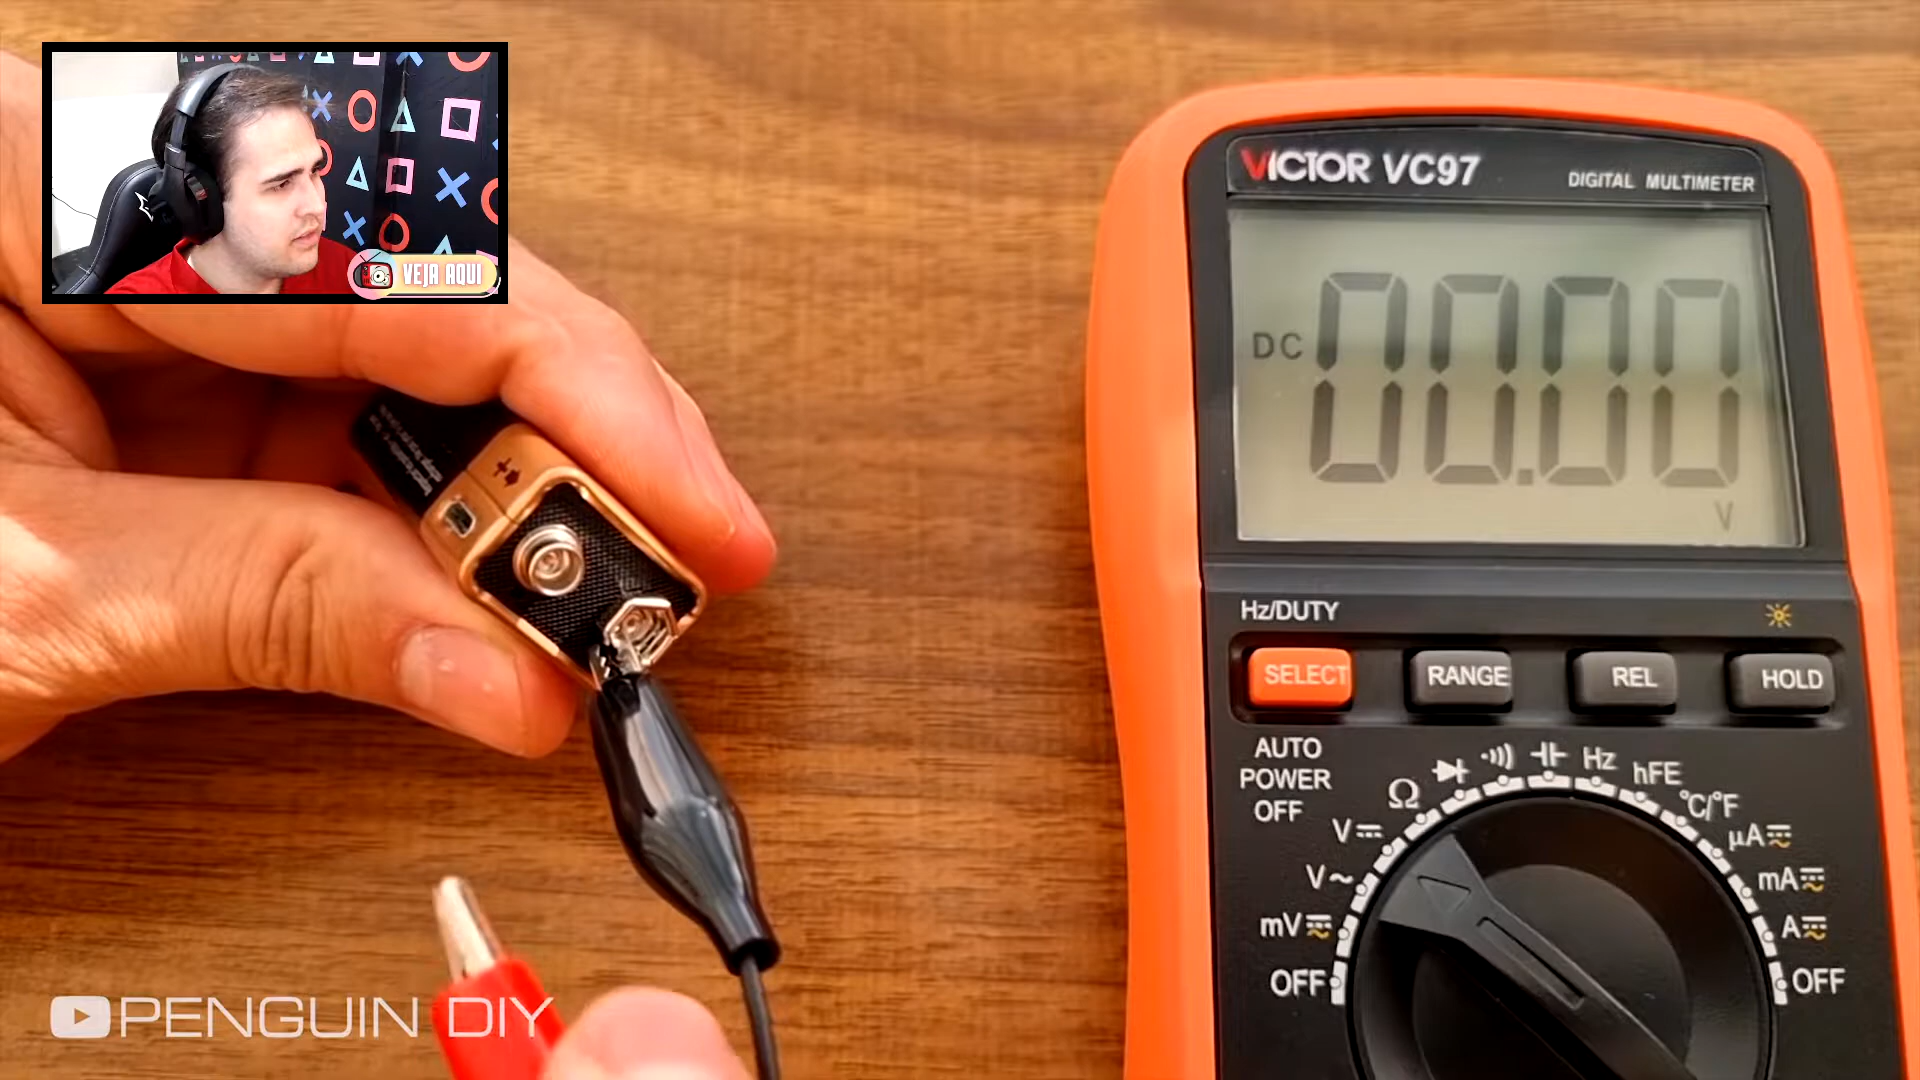 VEJA AQUI
VICTOR VC97
DIGITAL MULTIMETER
DC
00.00
V
Hz/DUTY
SELECT
RANGE
REL
HOLD
AUTO
POWER
OFF
Ω
Hz
hFE
°C/°F
V
µA
V~
mA
mV
A
OFF
OFF
PENGUIN DIY